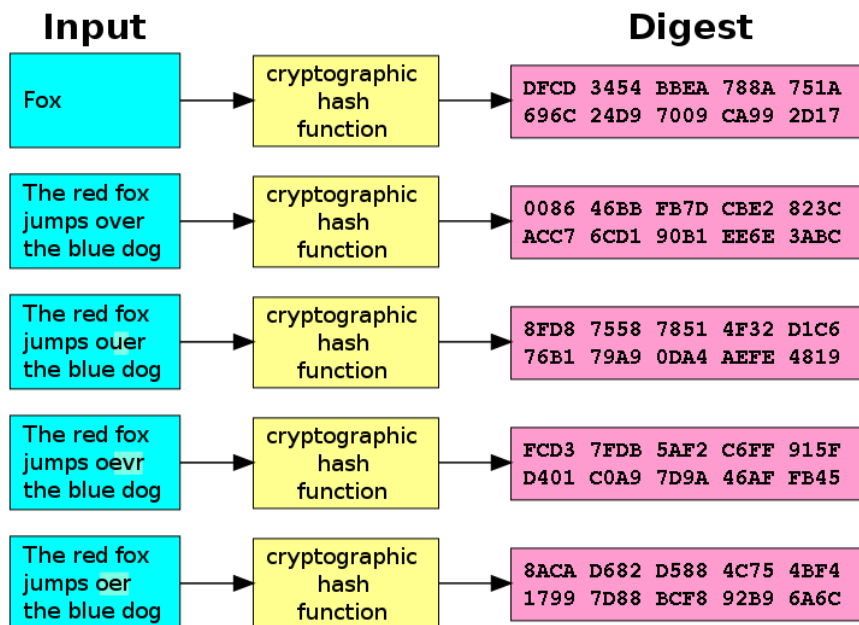 Input
Digest
Fox
cryptographic
hash
function
DFCD 3454 BBEA 788A 751A
696C 24D9 7009 CA99 2D17
The red fox
jumps over
the blue dog
cryptographic
hash
function
0086 46BB FB7D CBE2 823C
ACC7 6CD1 90B1 EE6E 3ABC
The red fox
jumps ouer
the blue dog
cryptographic
hash
function
8FD8 7558 7851 4F32 D1C6
76B1 79A9 0DA4 AEFE 4819
The red fox
jumps oevr
the blue dog
cryptographic
hash
function
FCD3 7FDB 5AF2 C6FF 915F
D401 C0A9 7D9A 46AF FB45
The red fox
jumps oer
the blue dog
cryptographic
hash
function
8ACA D682 D588 4C75 4BF4
1799 7D88 BCF8 92B9 6A6C